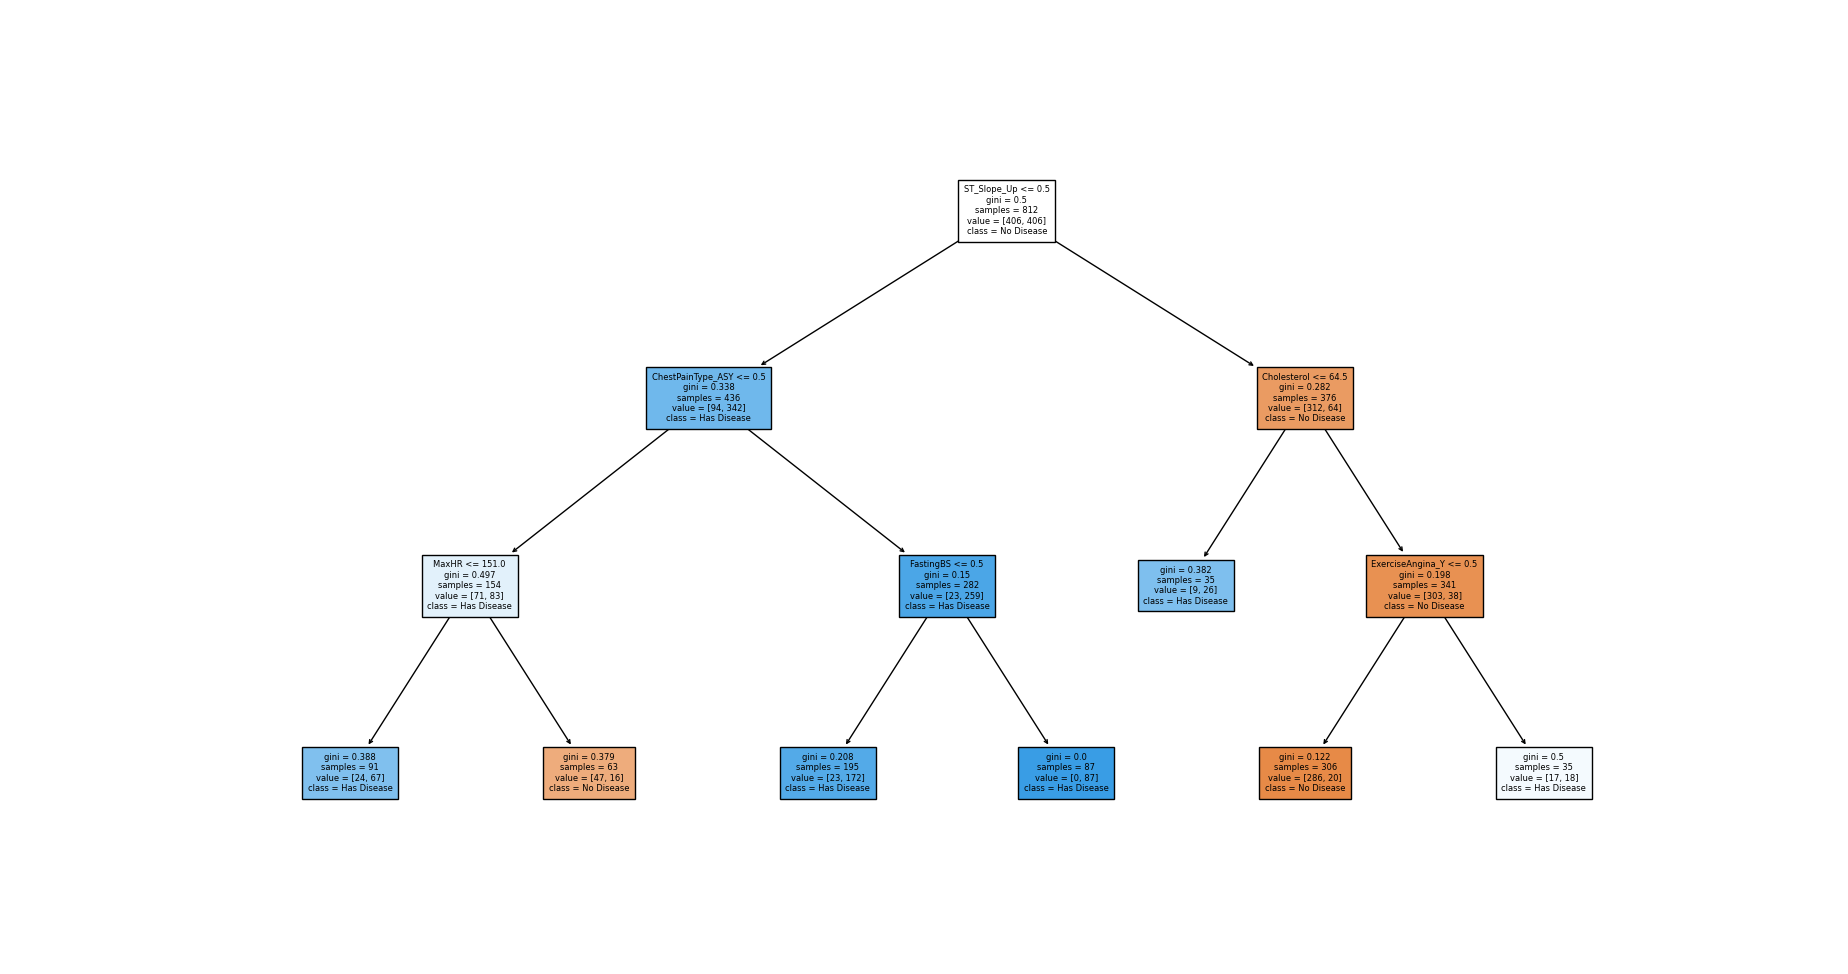 ST_Slope_Up <= 0.5
gini = 0.5
samples = 812
value = [406, 406]
class = No Disease
ChestPainType_ASY <= 0.5
gini = 0.338
samples = 436
value = [94, 342]
class = Has Disease
Cholesterol <= 64.5
gini = 0.282
samples = 376
value = [312, 64]
class = No Disease
MaxHR <= 151.0
gini = 0.497
samples = 154
value = [71, 83]
class = Has Disease
FastingBS <= 0.5
gini = 0.15
samples = 282
value = [23, 259]
class = Has Disease
gini = 0.382
samples = 35
value = [9, 26]
class = Has Disease
ExerciseAngina_Y <= 0.5
gini = 0.198
samples = 341
value = [303, 38]
class = No Disease
gini = 0.388
samples = 91
value = [24, 67]
class = Has Disease
gini = 0.379
samples = 63
value = [47, 16]
class = No Disease
gini = 0.208
samples = 195
value = [23, 172]
class = Has Disease
gini = 0.0
samples = 87
value = [0, 87]
class = Has Disease
gini = 0.122
samples = 306
value = [286, 20]
class = No Disease
gini = 0.5
samples = 35
value = [17, 18]
class = Has Disease